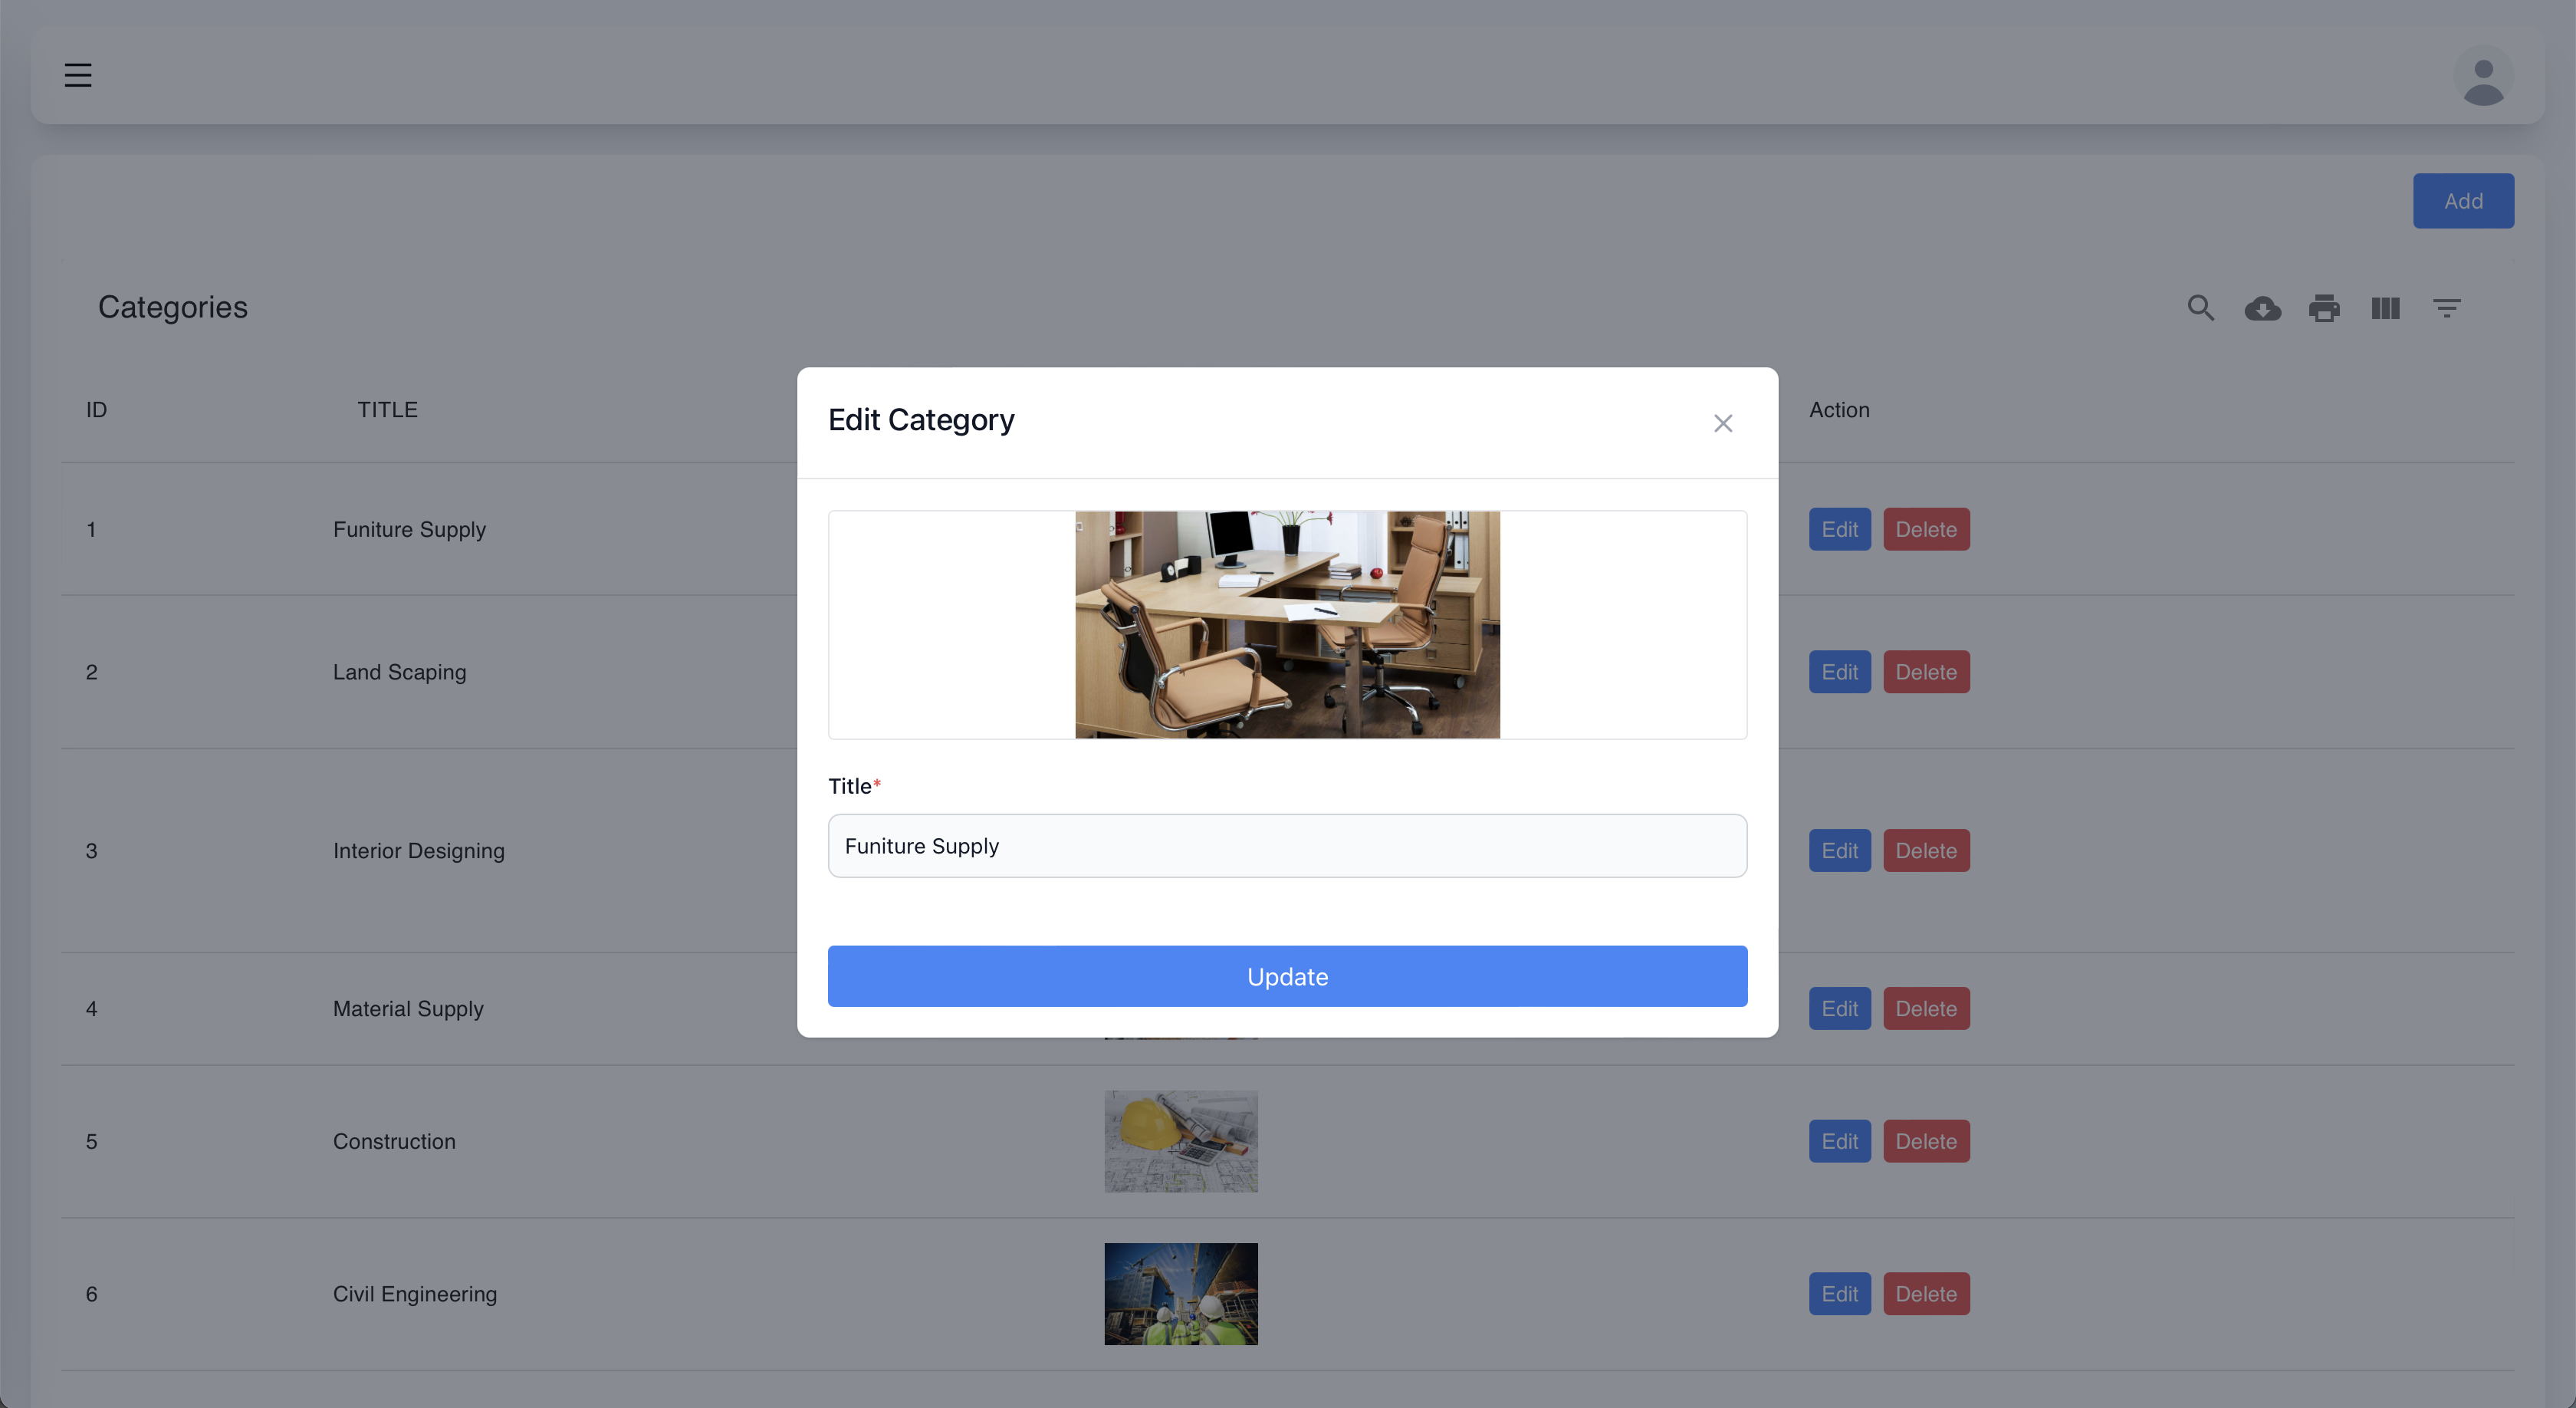 Add
Categories
ID TITLE Action
Edit Category
1 Funiture Supply Edit Delete
2 Land Scaping Edit Delete
Title*
Funiture Supply
3 Interior Designing Edit Delete
Update
4 Material Supply Edit Delete
5 Construction Edit Delete
6 Civil Engineering Edit Delete